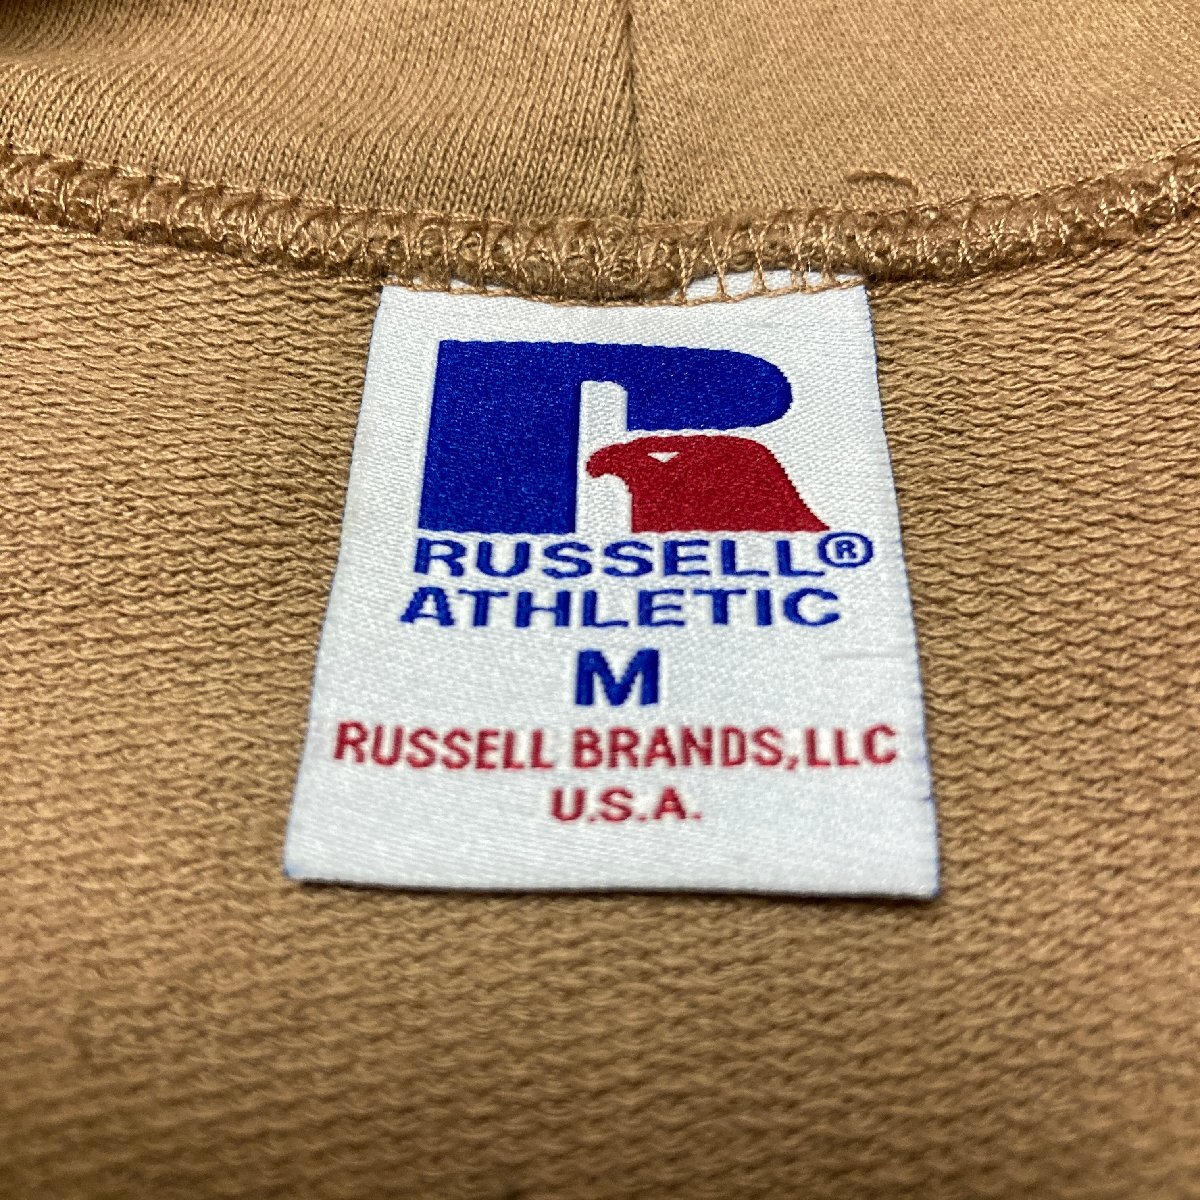 R
RUSSELL®
ATHLETIC
M
RUSSELL BRANDS, LLC
U.S.A.